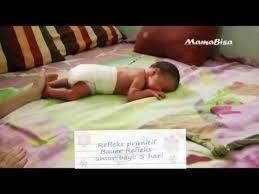 MamaBisa
Refleks primitif
Bauer Refleks
umur bayi: 5 hari